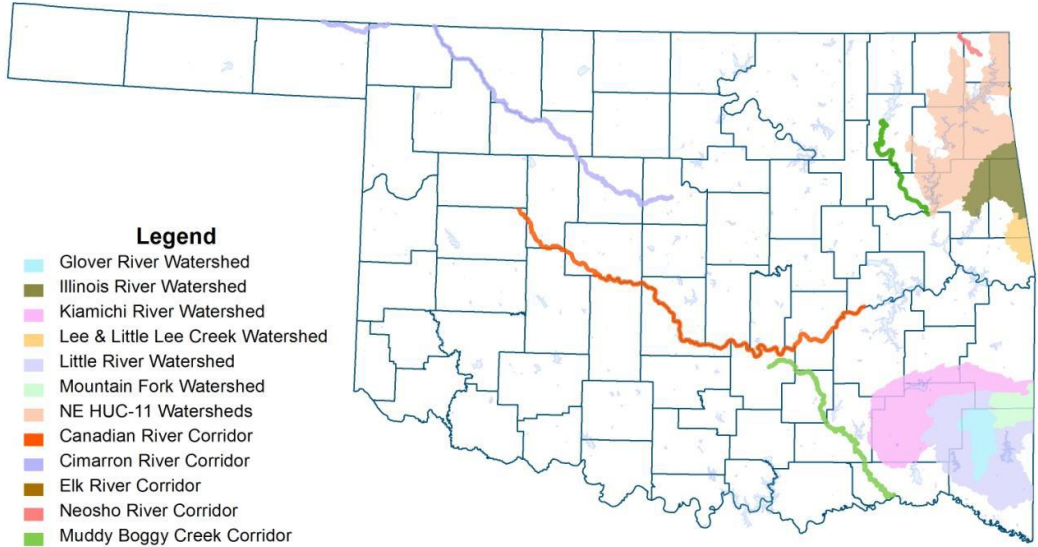 Legend
Glover River Watershed
Illinois River Watershed
Kiamichi River Watershed
Lee & Little Lee Creek Watershed
Little River Watershed
Mountain Fork Watershed
NE HUC-11 Watersheds
Canadian River Corridor
Cimarron River Corridor
Elk River Corridor
Neosho River Corridor
Muddy Boggy Creek Corridor